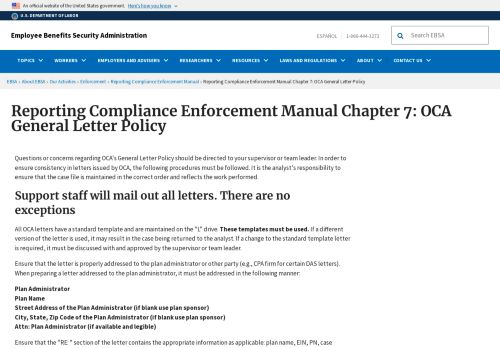 An official website of the United States government. Here's how you know
U.S. DEPARTMENT OF LABOR
Employee Benefits Security Administration
ESPAÑOL | 1-866-444-3272
Search EBSA
TOPICS WORKERS EMPLOYERS AND ADVISERS RESEARCHERS RESOURCES LAWS AND REGULATIONS ABOUT CONTACT US
EBSA » About EBSA » Our Activities » Enforcement » Reporting Compliance Enforcement Manual » Reporting Compliance Enforcement Manual Chapter 7: OCA General Letter Policy
Reporting Compliance Enforcement Manual Chapter 7: OCA
General Letter Policy
Questions or concerns regarding OCA's General Letter Policy should be directed to your supervisor or team leader. In order to
ensure consistency in letters issued by OCA, the following procedures must be followed. It is the analyst's responsibility to
ensure that the case file is maintained in the correct order and reflects the work performed.
Support staff will mail out all letters. There are no
exceptions
All OCA letters have a standard template and are maintained on the "L" drive. These templates must be used. If a different
version of the letter is used, it may result in the case being returned to the analyst. If a change to the standard template letter
is required, it must be discussed with and approved by the supervisor or team leader.
Ensure that the letter is properly addressed to the plan administrator or other party (e.g., CPA firm for certain DAS letters).
When preparing a letter addressed to the plan administrator, it must be addressed in the following manner:
Plan Administrator
Plan Name
Street Address of the Plan Administrator (if blank use plan sponsor)
City, State, Zip Code of the Plan Administrator (if blank use plan sponsor)
Attn: Plan Administrator (if available and legible)
Ensure that the "RE: " section of the letter contains the appropriate information as applicable: plan name, EIN, PN, case